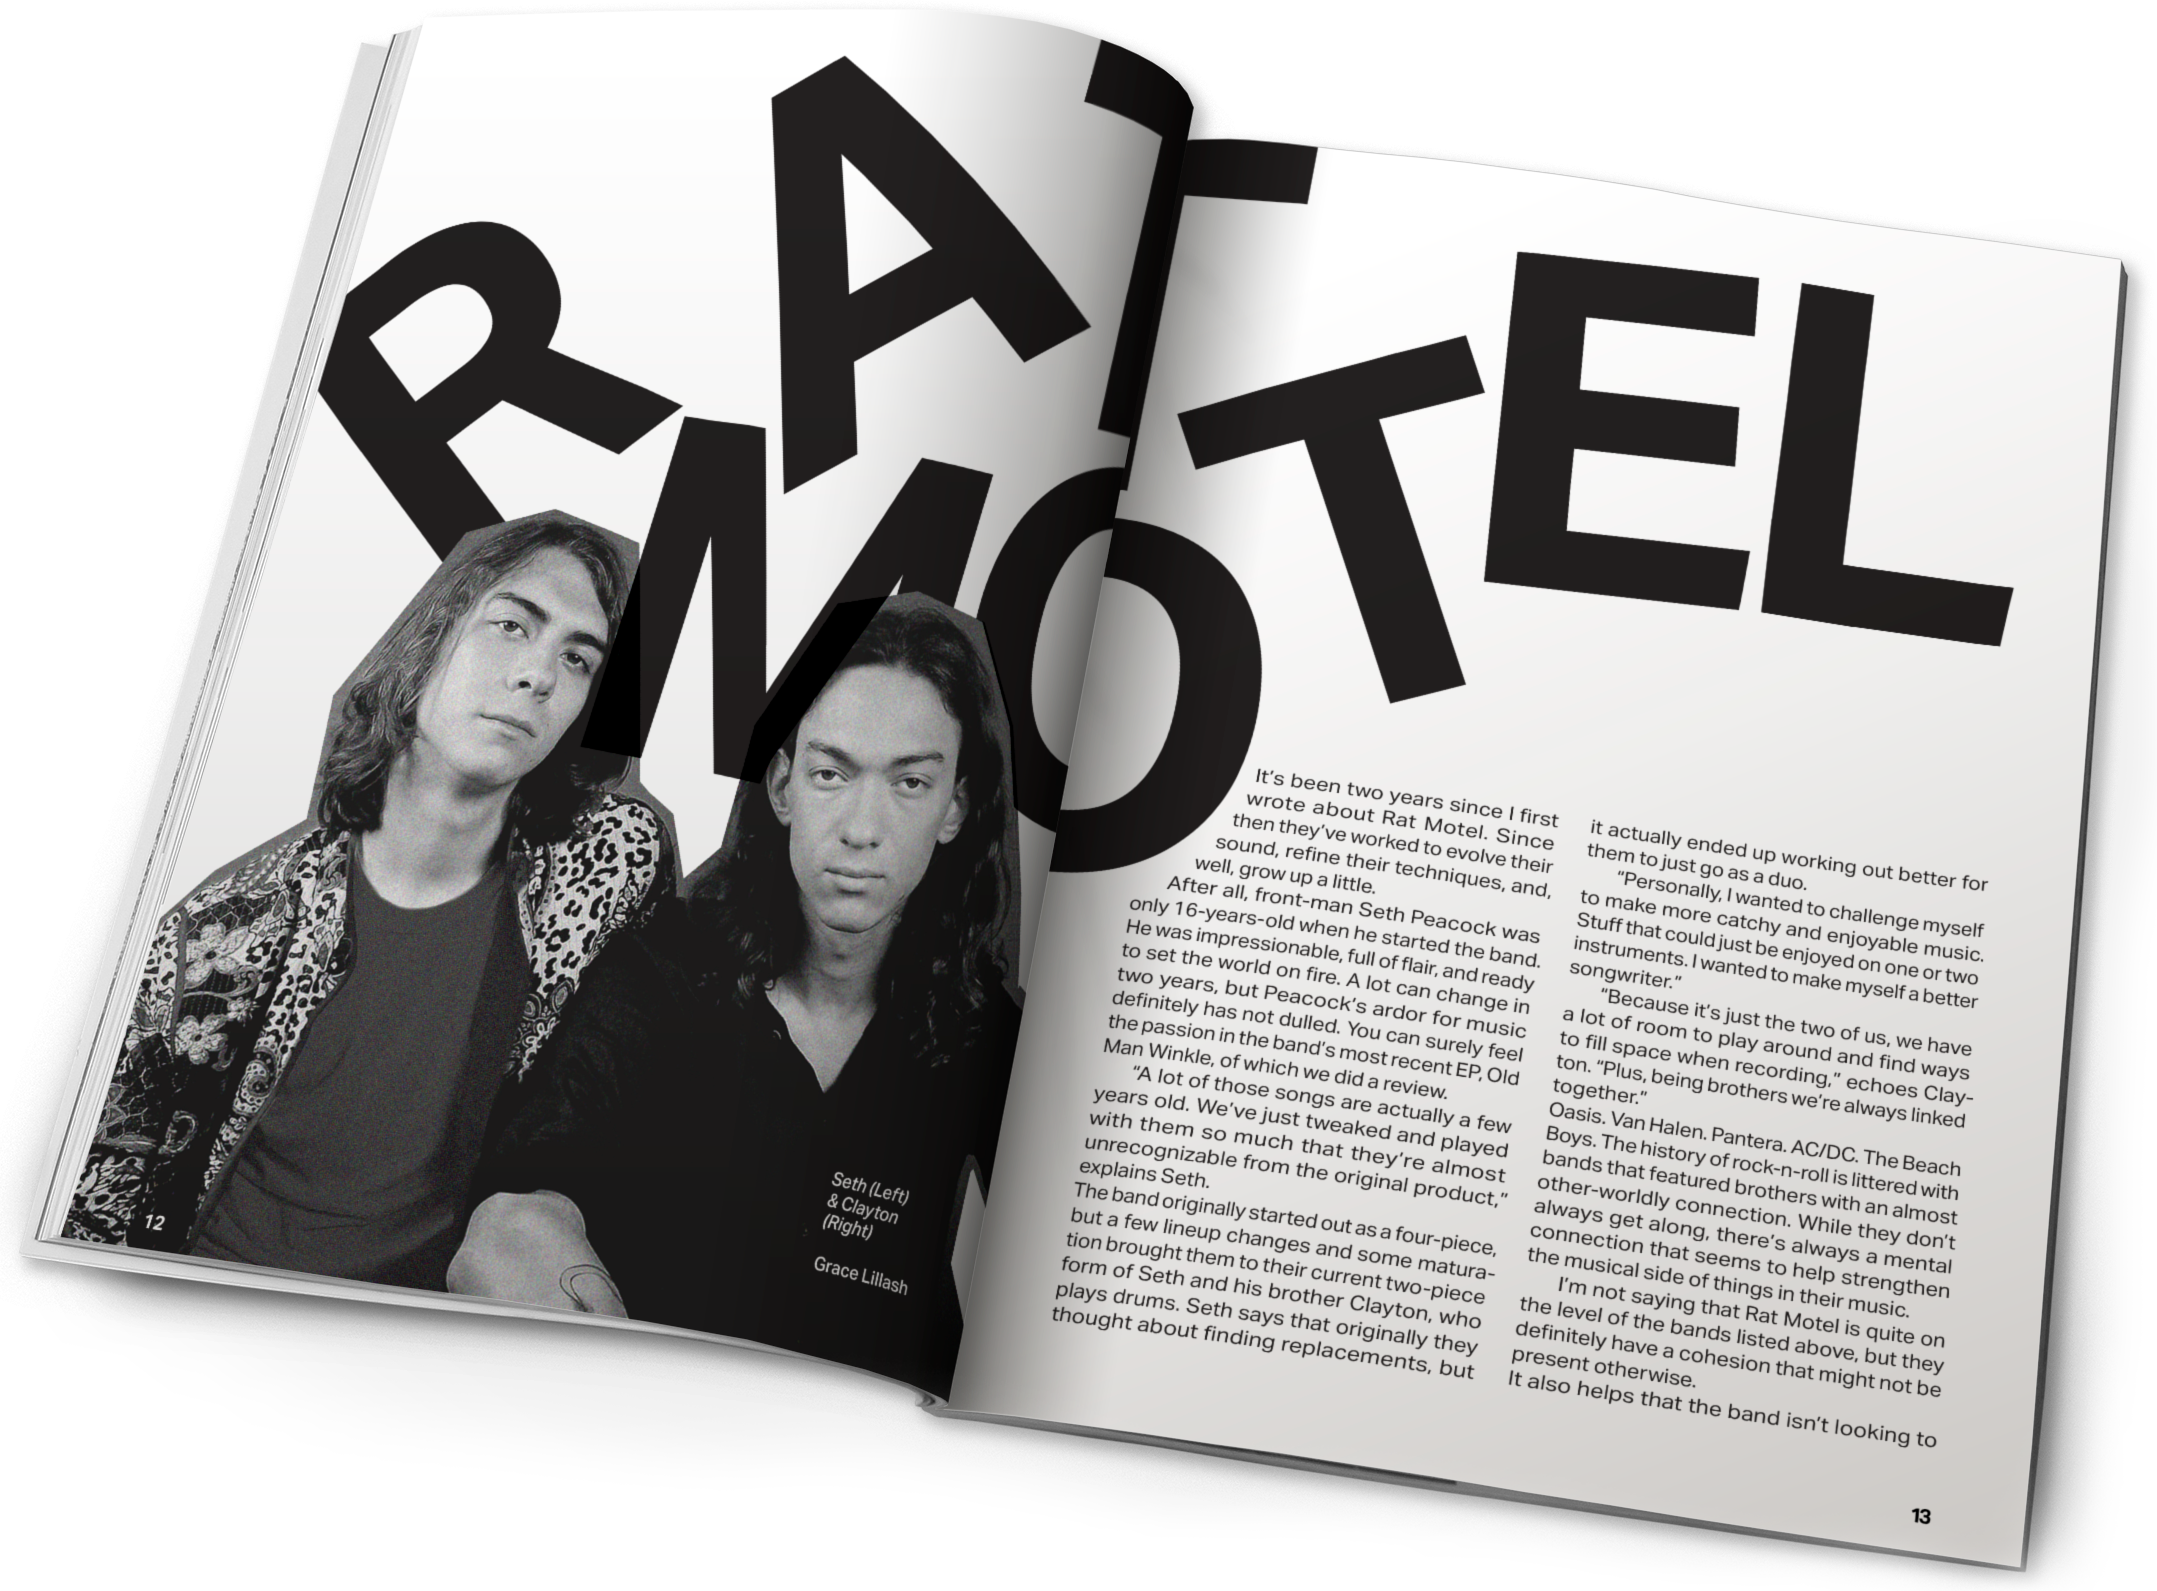 RAT
MOTEL
Seth (Left)
& Clayton
(Right)
Grace Lillash
12
It's been two years since I first
wrote about Rat Motel. Since
then they've worked to evolve their
sound, refine their techniques, and,
well, grow up a little.
After all, front-man Seth Peacock was
only 16-years-old when he started the band.
He was impressionable, full of flair, and ready
to set the world on fire. A lot can change in
two years, but Peacock's ardor for music
definitely has not dulled. You can surely feel
the passion in the band's most recent EP, Old
Man Winkle, of which we did a review.
"A lot of those songs are actually a few
years old. We've just tweaked and played
with them so much that they're almost
unrecognizable from the original product,"
explains Seth.
The band originally started out as a four-piece,
but a few lineup changes and some matura-
tion brought them to their current two-piece
form of Seth and his brother Clayton, who
plays drums. Seth says that originally they
thought about finding replacements, but
it actually ended up working out better for
them to just go as a duo.
"Personally, I wanted to challenge myself
to make more catchy and enjoyable music.
Stuff that could just be enjoyed on one or two
instruments. I wanted to make myself a better
songwriter."
"Because it's just the two of us, we have
a lot of room to play around and find ways
to fill space when recording," echoes Clay-
ton. "Plus, being brothers we're always linked
together."
Oasis. Van Halen. Pantera. AC/DC. The Beach
Boys. The history of rock-n-roll is littered with
bands that featured brothers with an almost
other-worldly connection. While they don't
always get along, there's always a mental
connection that seems to help strengthen
the musical side of things in their music.
I'm not saying that Rat Motel is quite on
the level of the bands listed above, but they
definitely have a cohesion that might not be
present otherwise.
It also helps that the band isn't looking to
13